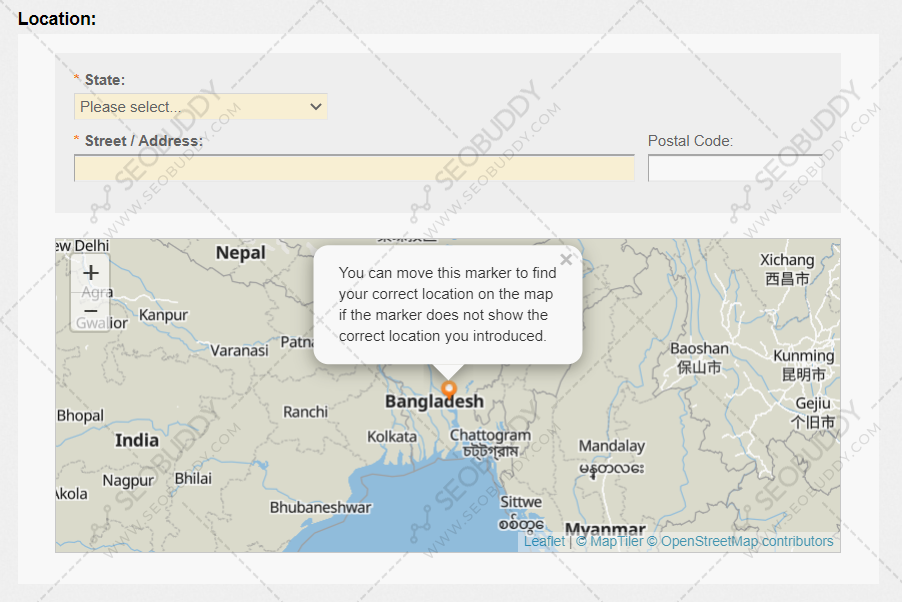 Location:
* State:
Please select...
* Street / Address:
Postal Code:
ew Delhi
Nepal
Xichang
西昌市
You can move this marker to find
your correct location on the map
if the marker does not show the
correct location you introduced.
×
+
−
Agra
Gwalior
Kanpur
Varanasi
Patn
Baoshan
保山市
Kunming
昆明市
Gejiu
个旧市
Bangladesh
Ranchi
Bhopal
India
Kolkata
Chattogram
চট্টগ্রাম
Mandalay
မန္တလေး
Nagpur
Bhilai
Akola
Bhubaneshwar
Sittwe
စစ်တွေ
Myanmar
Leaflet | © MapTiler © OpenStreetMap contributors
SEOBUDDY
WWW.SEOBUDDY.COM
SEOBUDDY
WWW.SEOBUDDY.COM
SEOBUDDY
WWW.SEOBUDDY.COM
SEOBUDDY
WWW.SEOBUDDY.COM
SEOBUDDY
WWW.SEOBUDDY.COM
SEOBUDDY
WWW.SEOBUDDY.COM